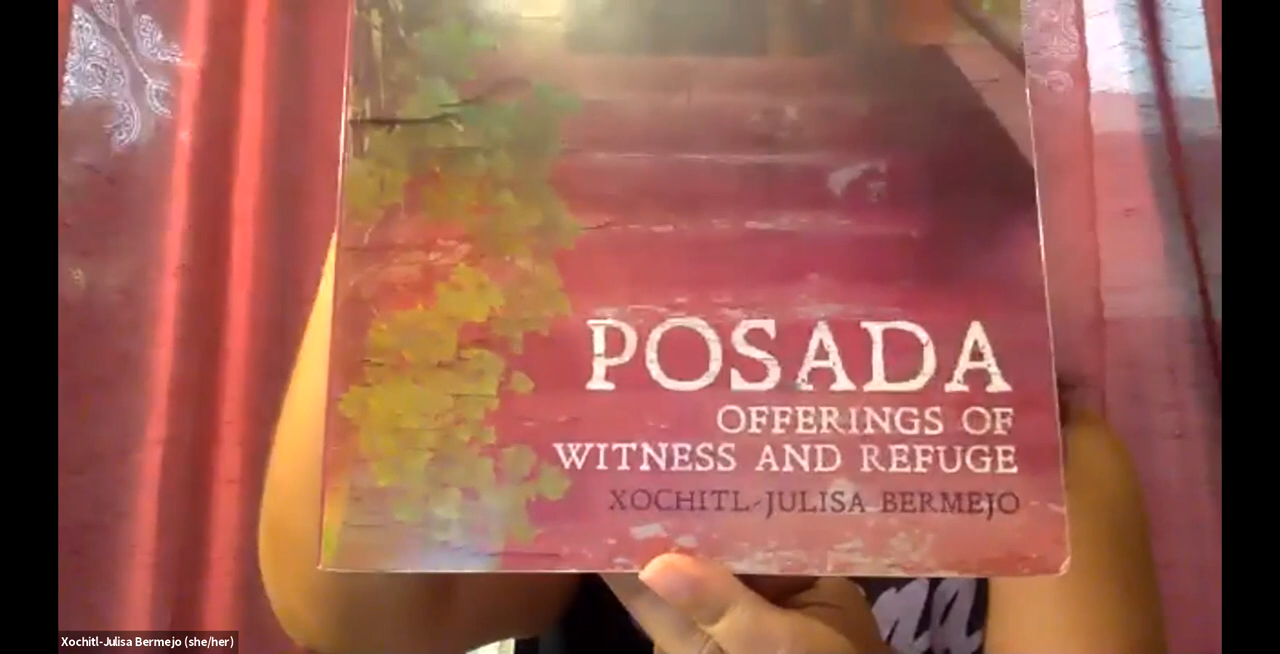 POSADA
OFFERINGS OF
WITNESS AND REFUGE
XOCHITL-JULISA BERMEJO
Xochitl-Julisa Bermejo (she/her)